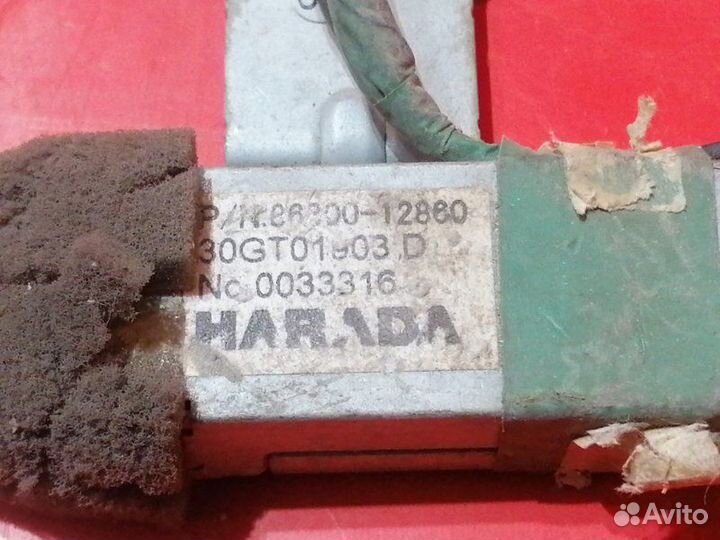 P/N.86300-12860
30GT01903 D
No 0033316
HARADA
Avito